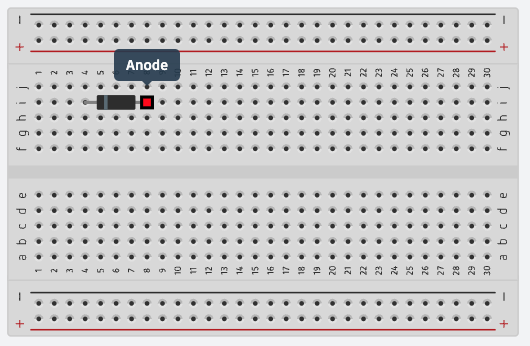 − −
+ +
Anode
1 2 3 4 5 6 10 11 12 13 14 15 16 17 18 19 20 21 22 23 24 25 26 27 28 29 30
j j
i i
h h
g g
f f
e e
d d
c c
b b
a a
1 2 3 4 5 6 7 8 9 10 11 12 13 14 15 16 17 18 19 20 21 22 23 24 25 26 27 28 29 30
− −
+ +